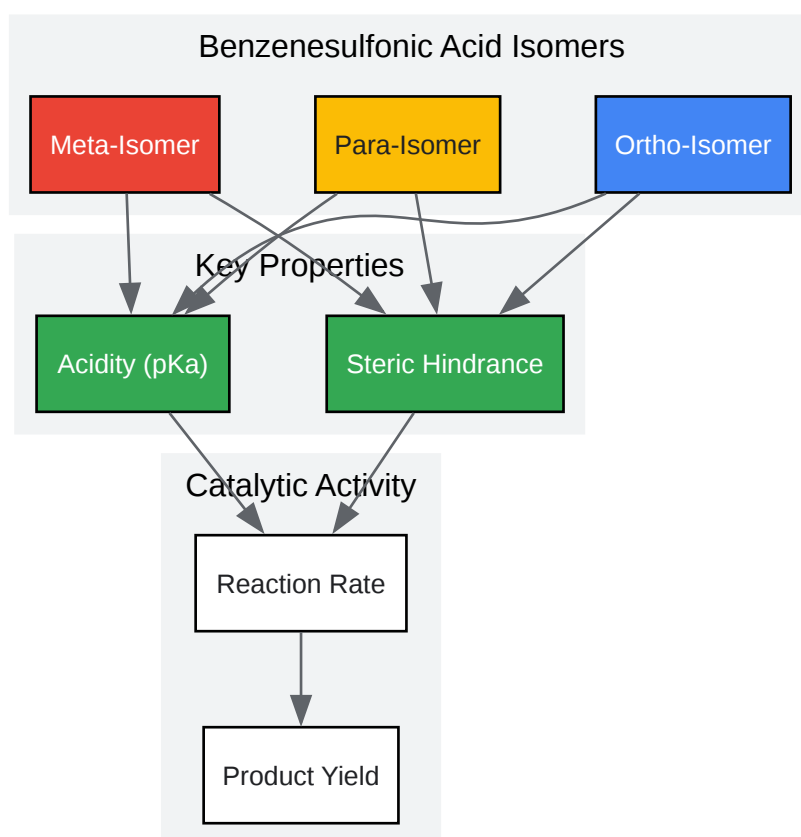 Benzenesulfonic Acid Isomers
Meta-Isomer
Para-Isomer
Ortho-Isomer
Key Properties
Acidity (pKa)
Steric Hindrance
Catalytic Activity
Reaction Rate
Product Yield